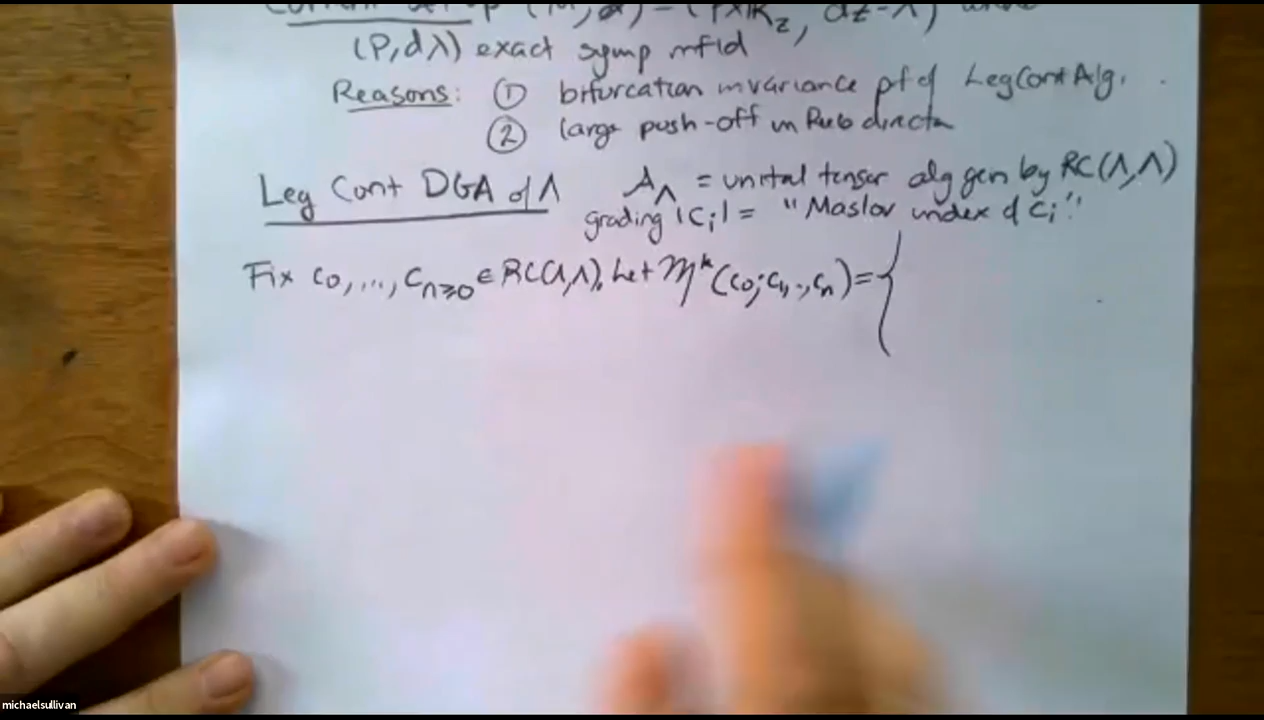 (P, dλ) exact symp mfld
Reasons: ① bifurcation invariance pf of Leg Cont Alg.
② large push-off in Reeb directn
Leg Cont DGA of Λ A_Λ = unital tensor alg gen by RC(Λ,Λ)
grading |c_i| = "Maslov index of c_i".
Fix c_0, ..., c_{n≥0} ∈ RC(Λ,Λ). Let M^k(c_0; c_1, .., c_n) = {
michaelsullivan